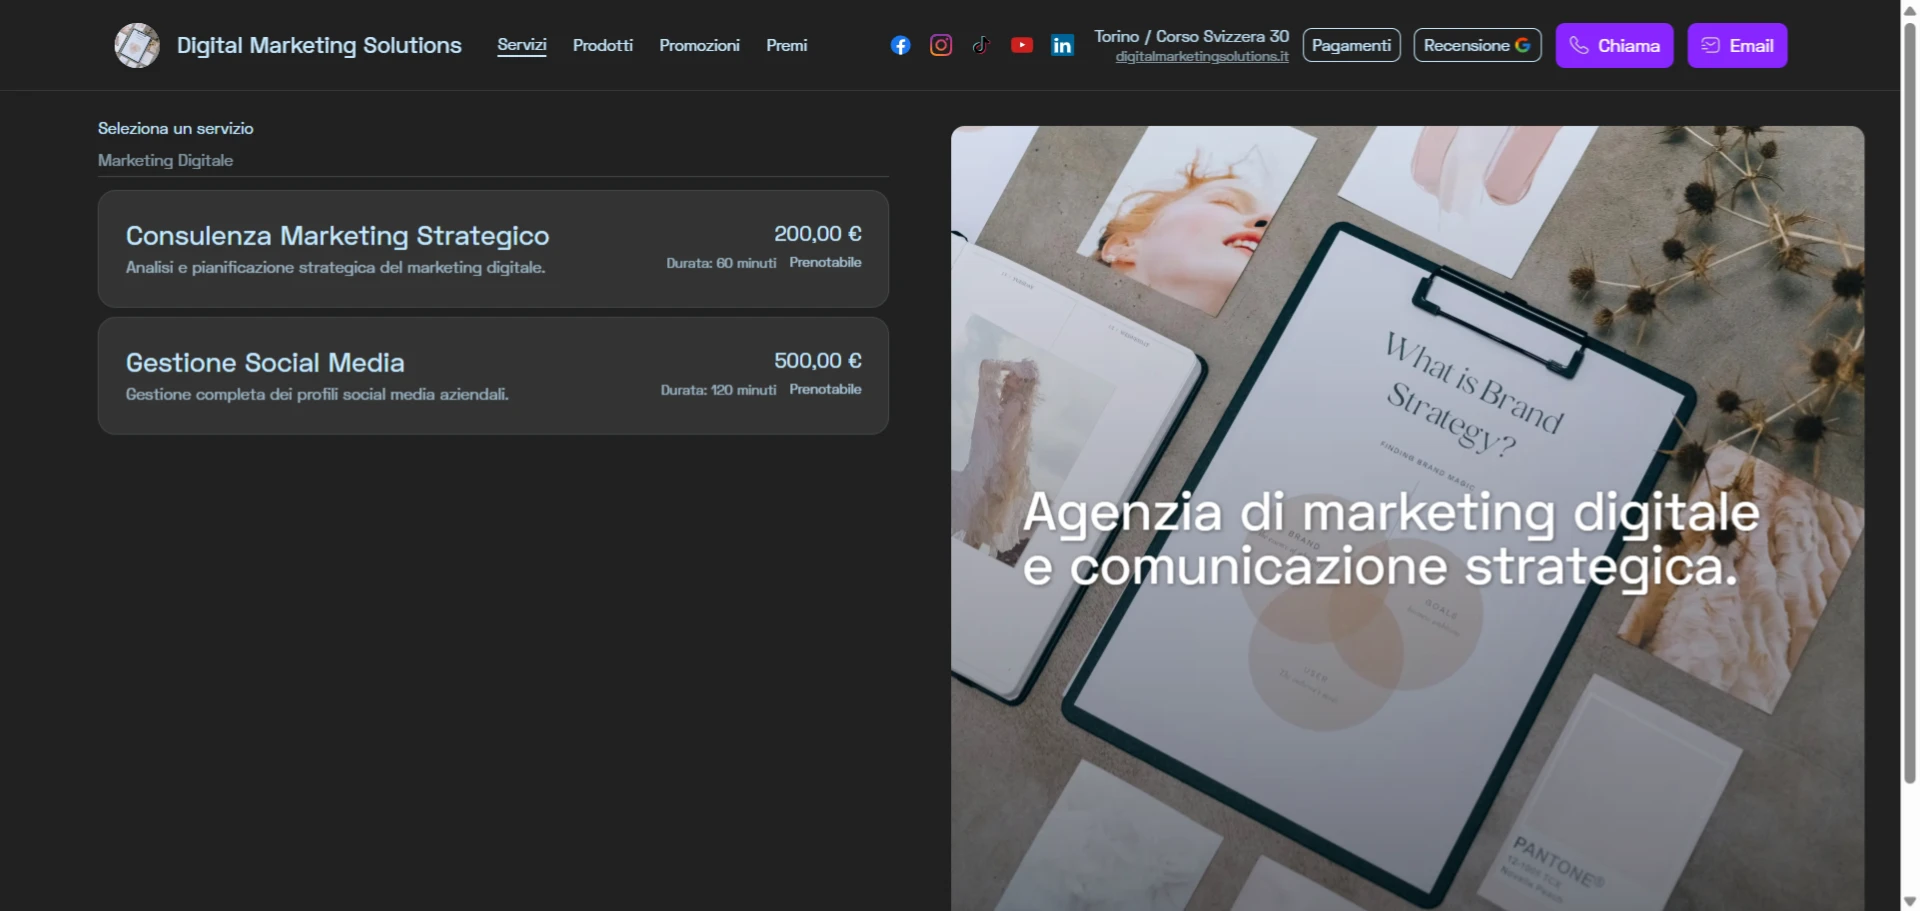 Digital Marketing Solutions
Servizi
Prodotti
Promozioni
Premi
Torino / Corso Svizzera 30
digitalmarketingsolutions.it
Pagamenti
Recensione
Chiama
Email
Seleziona un servizio
Marketing Digitale
Consulenza Marketing Strategico
200,00 €
Analisi e pianificazione strategica del marketing digitale.
Durata: 60 minuti
Prenotabile
Gestione Social Media
500,00 €
Gestione completa dei profili social media aziendali.
Durata: 120 minuti
Prenotabile
What is Brand
Strategy?
FINDING BRAND MAGIC
Agenzia di marketing digitale
e comunicazione strategica.
BRAND
GOALS
USER
PANTONE®